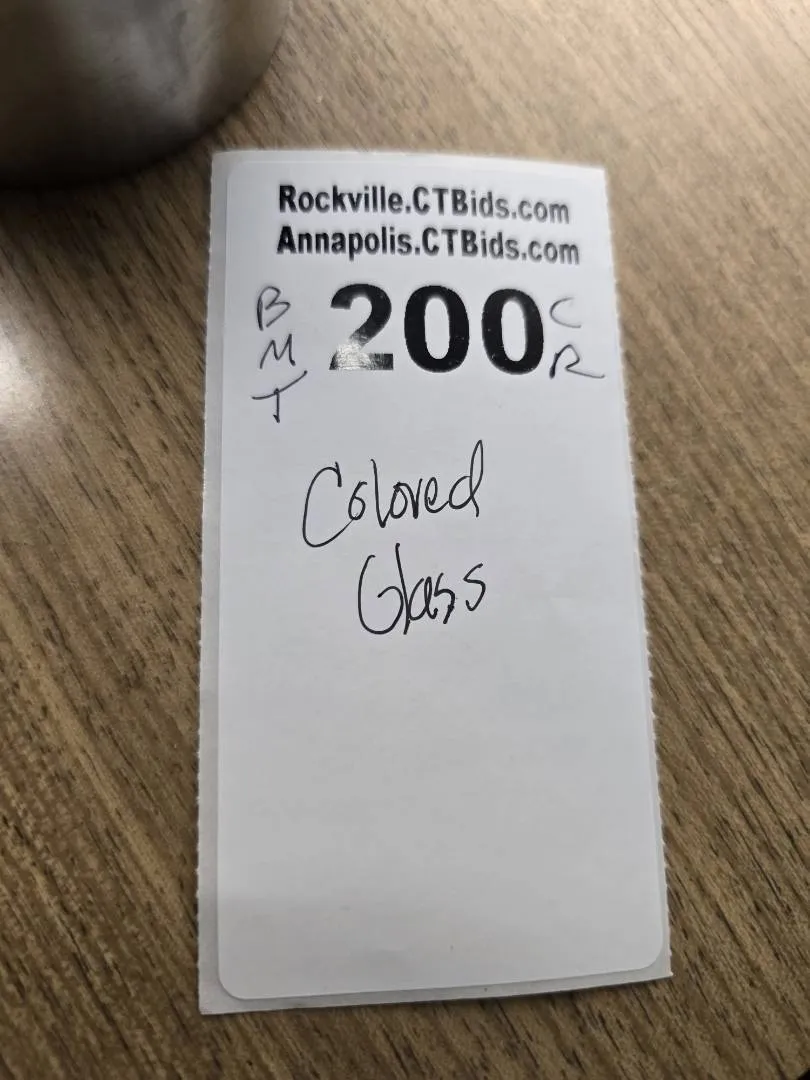 Rockville.CTBids.com
Annapolis.CTBids.com
B 200 C
M R
T
Colored
Glass